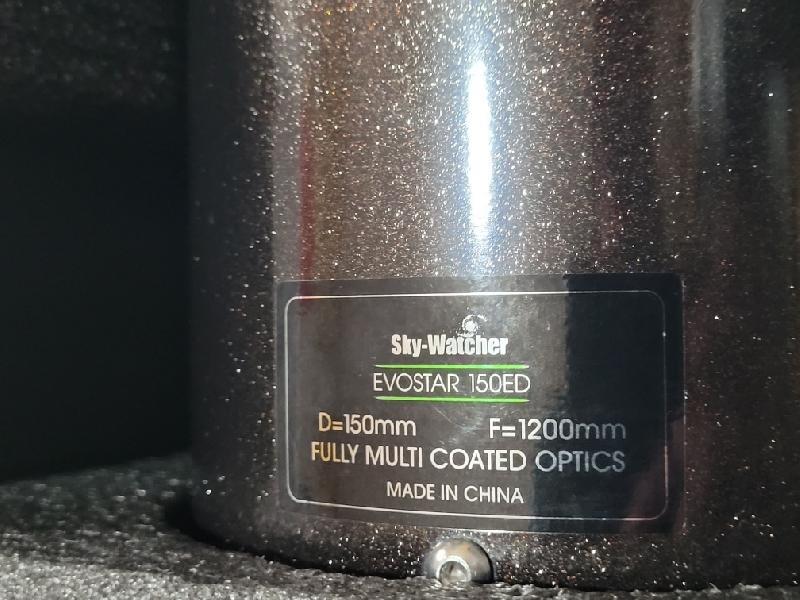 Sky-Watcher
EVOSTAR 150ED
D=150mm F=1200mm
FULLY MULTI COATED OPTICS
MADE IN CHINA